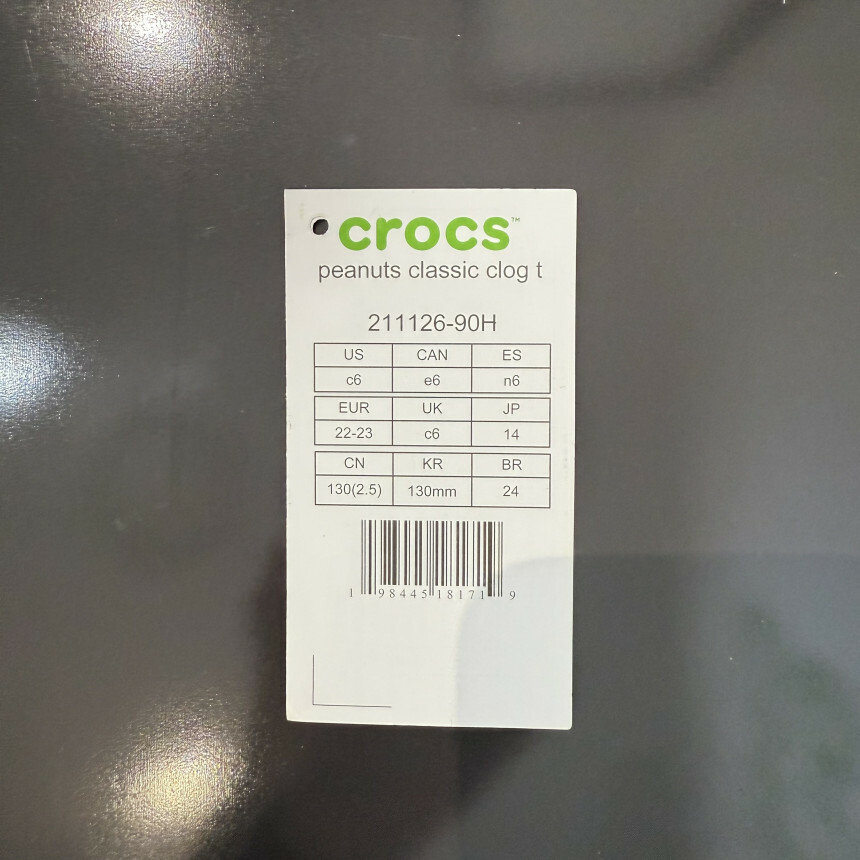 crocs™
peanuts classic clog t
211126-90H
US CAN ES
c6 e6 n6
EUR UK JP
22-23 c6 14
CN KR BR
130(2.5) 130mm 24
1 98445 18171 9